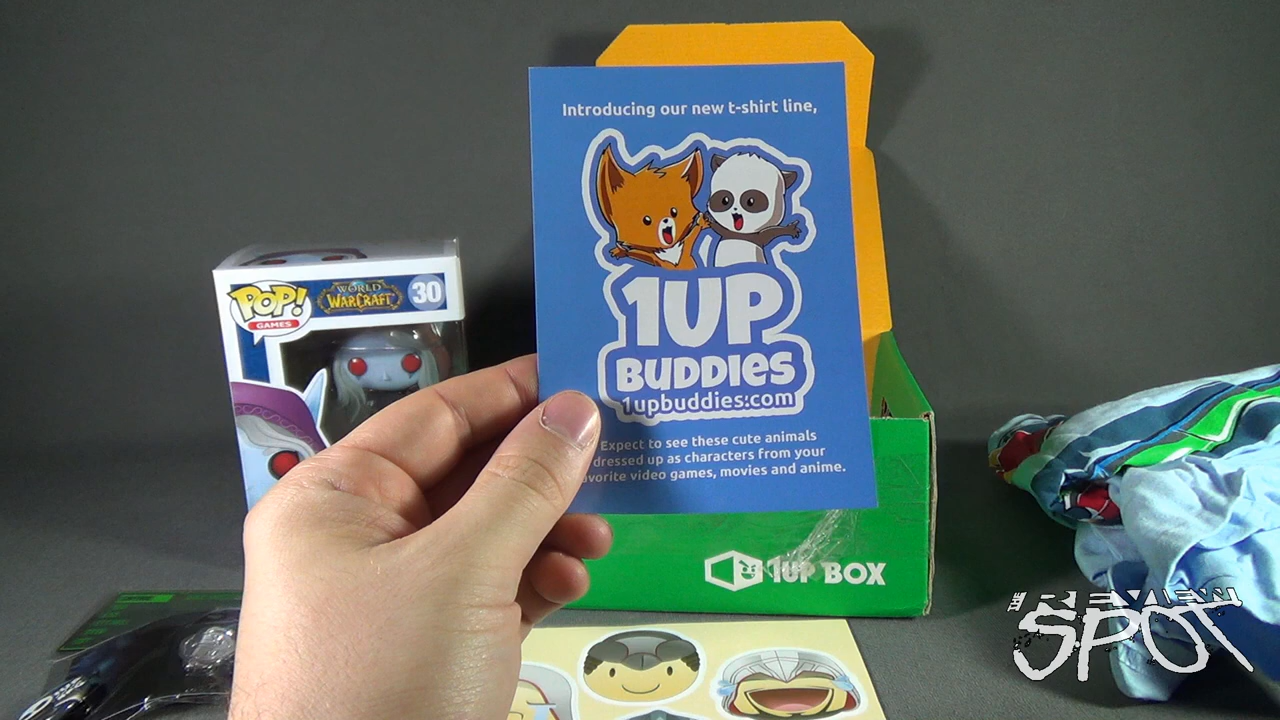 Introducing our new t-shirt line,
1UP
BUDDIES
1upbuddies.com
Expect to see these cute animals
dressed up as characters from your
avorite video games, movies and anime.
POP!
GAMES
WORLD
WARCRAFT
30
1UP BOX
THE REVIEW
SPOT